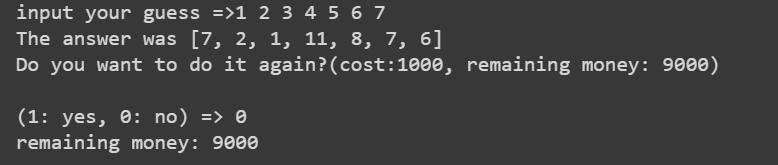 input your guess =>1 2 3 4 5 6 7
The answer was [7, 2, 1, 11, 8, 7, 6]
Do you want to do it again?(cost:1000, remaining money: 9000)
(1: yes, 0: no) => 0
remaining money: 9000